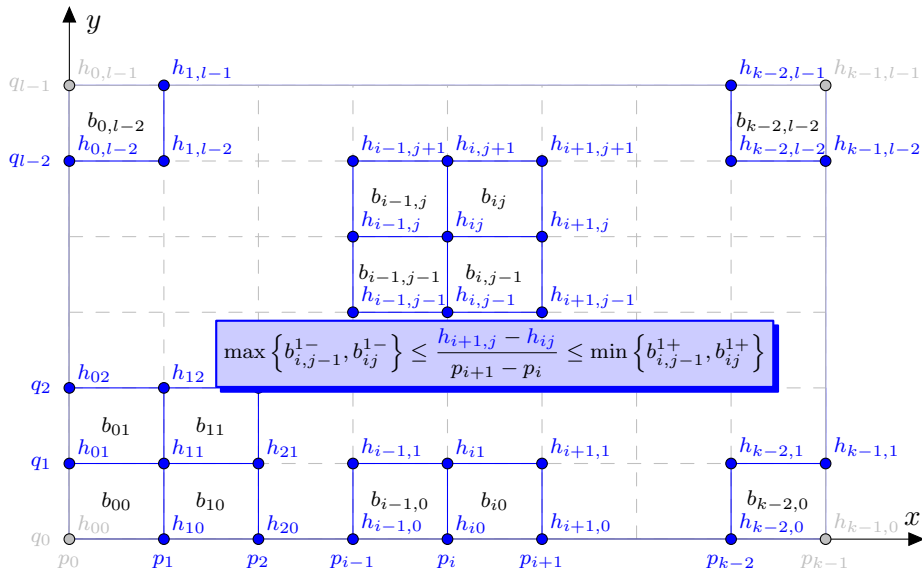 y
q_{l-1} h_{0,l-1} h_{1,l-1} h_{k-2,l-1} h_{k-1,l-1}
b_{0,l-2} b_{k-2,l-2}
q_{l-2} h_{0,l-2} h_{1,l-2} h_{i-1,j+1} h_{i,j+1} h_{i+1,j+1} h_{k-2,l-2} h_{k-1,l-2}
b_{i-1,j} b_{ij}
h_{i-1,j} h_{ij} h_{i+1,j}
b_{i-1,j-1} b_{i,j-1}
h_{i-1,j-1} h_{i,j-1} h_{i+1,j-1}
\max\left\{b^{1-}_{i,j-1}, b^{1-}_{ij}\right\} \leq \frac{h_{i+1,j} - h_{ij}}{p_{i+1} - p_i} \leq \min\left\{b^{1+}_{i,j-1}, b^{1+}_{ij}\right\}
q_2 h_{02} h_{12}
b_{01} b_{11}
q_1 h_{01} h_{11} h_{21} h_{i-1,1} h_{i1} h_{i+1,1} h_{k-2,1} h_{k-1,1}
b_{00} b_{10} b_{i-1,0} b_{i0} b_{k-2,0}
q_0 h_{00} h_{10} h_{20} h_{i-1,0} h_{i0} h_{i+1,0} h_{k-2,0} h_{k-1,0} x
p_0 p_1 p_2 p_{i-1} p_i p_{i+1} p_{k-2} p_{k-1}